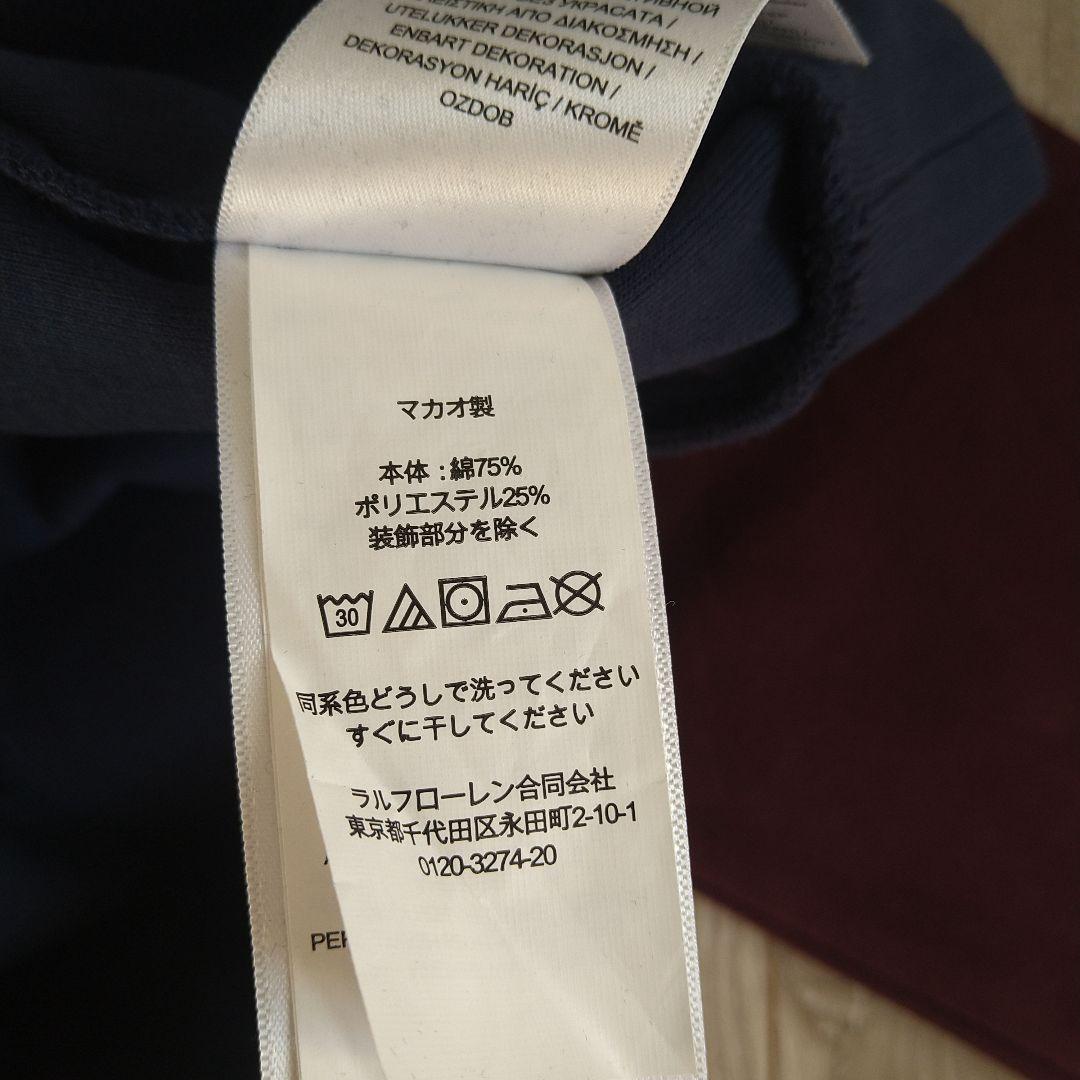 БЕЗ УКРАСАТА /
ΑΠΟ ΔΙΑΚΟΣΜΗΣΗ /
UTELUKKER DEKORASJON /
ENBART DEKORATION /
DEKORASYON HARİÇ / KROMĚ
OZDOB
マカオ製
本体 : 綿75%
ポリエステル25%
装飾部分を除く
30
同系色どうしで洗ってください
すぐに干してください
ラルフローレン合同会社
東京都千代田区永田町2-10-1
0120-3274-20